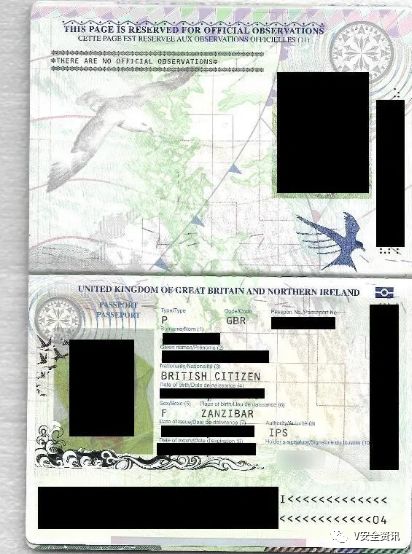 THIS PAGE IS RESERVED FOR OFFICIAL OBSERVATIONS
CETTE PAGE EST RESERVEE AUX OBSERVATIONS OFFICIELLES (11)
THERE ARE NO OFFICIAL OBSERVATIONS
UNITED KINGDOM OF GREAT BRITAIN AND NORTHERN IRELAND
PASSPORT
PASSEPORT
Type/Type
Code/Code
Passport No./Passeport No.
P
GBR
Surname/Nom (1)
Given names/Prénoms (2)
Nationality/Nationalité (3)
BRITISH CITIZEN
Date of birth/Date de naissance (4)
Sex/Sexe (5)
Place of birth/Lieu de naissance (6)
F
ZANZIBAR
Date of issue/Date de délivrance (7)
Authority/Autorité (8)
IPS
Date of expiry/Date d'expiration (9)
Holder's signature/Signature du titulaire (10)
I<<<<<<<<<<<<<
<<<<<<<<<<<<04
V安全资讯